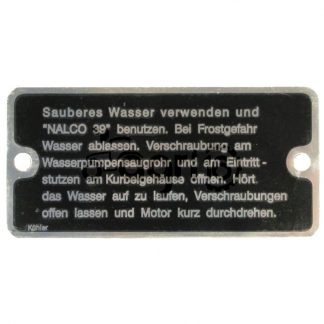 Sauberes Wasser verwenden und
"NALCO 39" benutzen. Bei Frostgefahr
Wasser ablassen. Verschraubung am
Wasserpumpensaugrohr und am Eintritt-
stutzen am Kurbelgehäuse öffnen. Hört
das Wasser auf zu laufen, Verschraubungen
offen lassen und Motor kurz durchdrehen.
Köhler